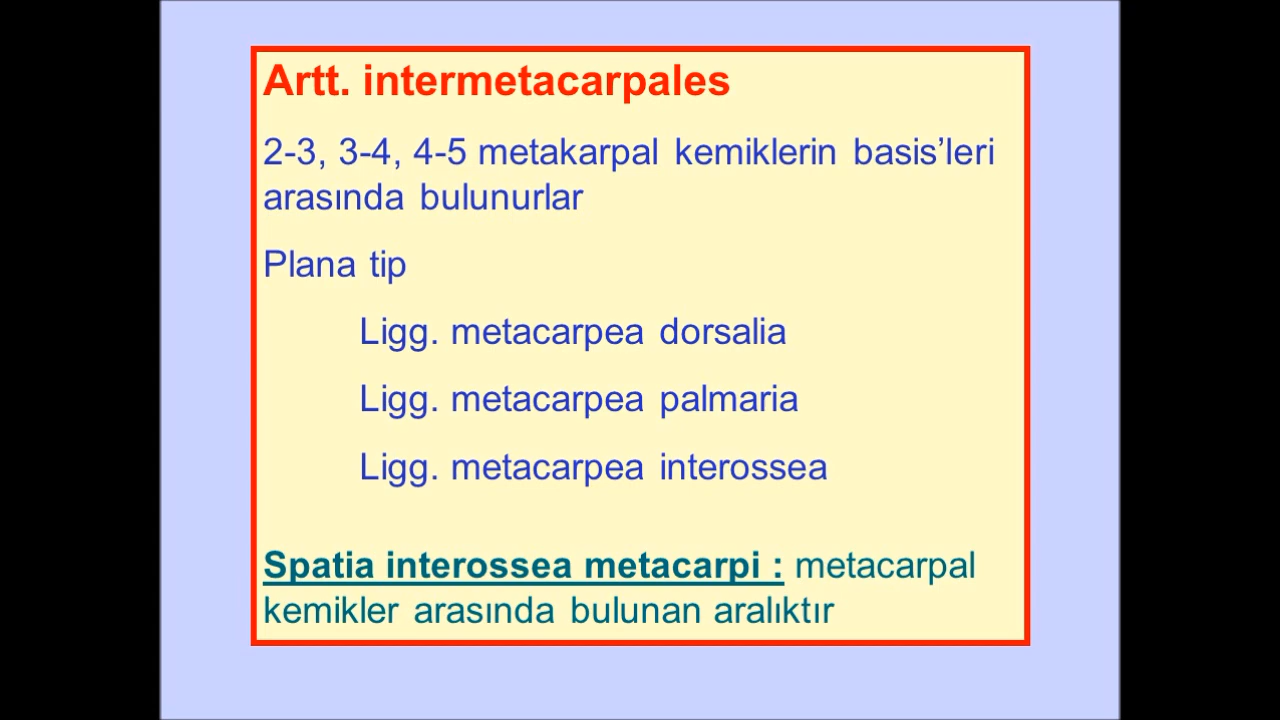 Artt. intermetacarpales
2-3, 3-4, 4-5 metakarpal kemiklerin basis’leri
arasında bulunurlar
Plana tip
Ligg. metacarpea dorsalia
Ligg. metacarpea palmaria
Ligg. metacarpea interossea
Spatia interossea metacarpi : metacarpal
kemikler arasında bulunan aralıktır